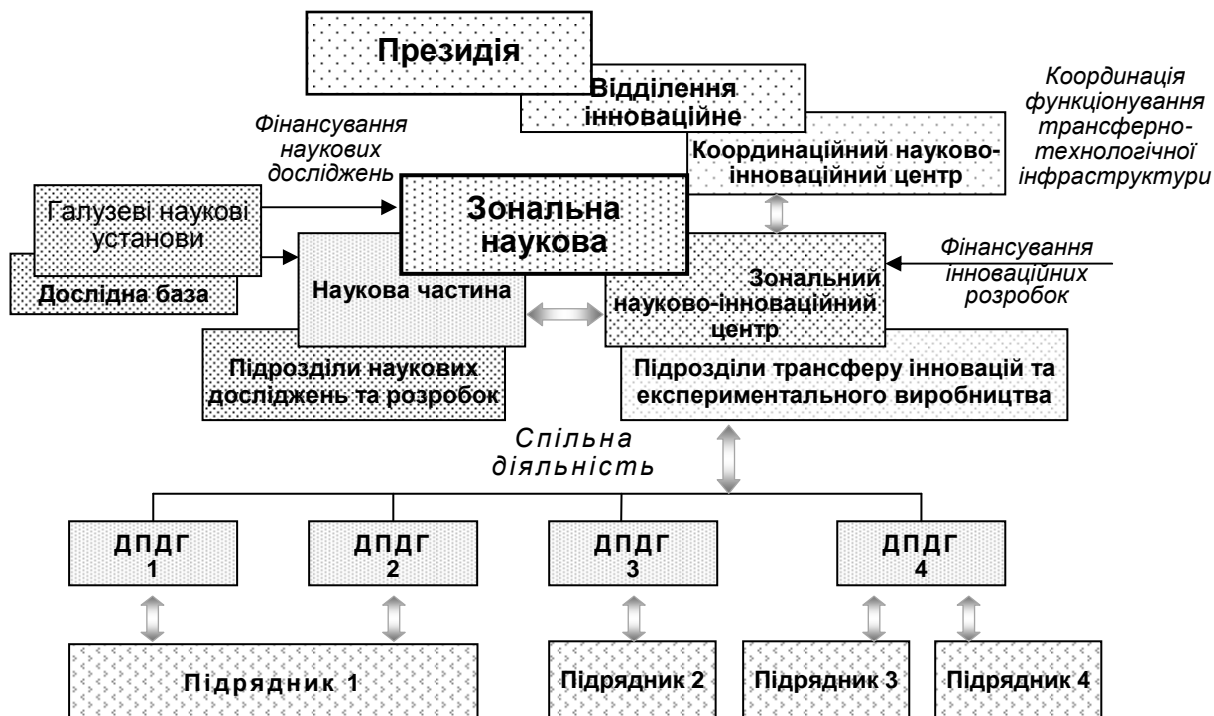 Президія
Відділення
інноваційне
Координаційний науково-
інноваційний центр
Координація
функціонування
трансферно-
технологічної
інфраструктури
Фінансування
наукових
досліджень
Галузеві наукові
установи
Дослідна база
Зональна
наукова
Наукова частина
Зональний
науково-інноваційний
центр
Фінансування
інноваційних
розробок
Підрозділи наукових
досліджень та розробок
Підрозділи трансферу інновацій та
експериментального виробництва
Спільна
діяльність
ДПДГ
1
ДПДГ
2
ДПДГ
3
ДПДГ
4
Підрядник 1
Підрядник 2
Підрядник 3
Підрядник 4